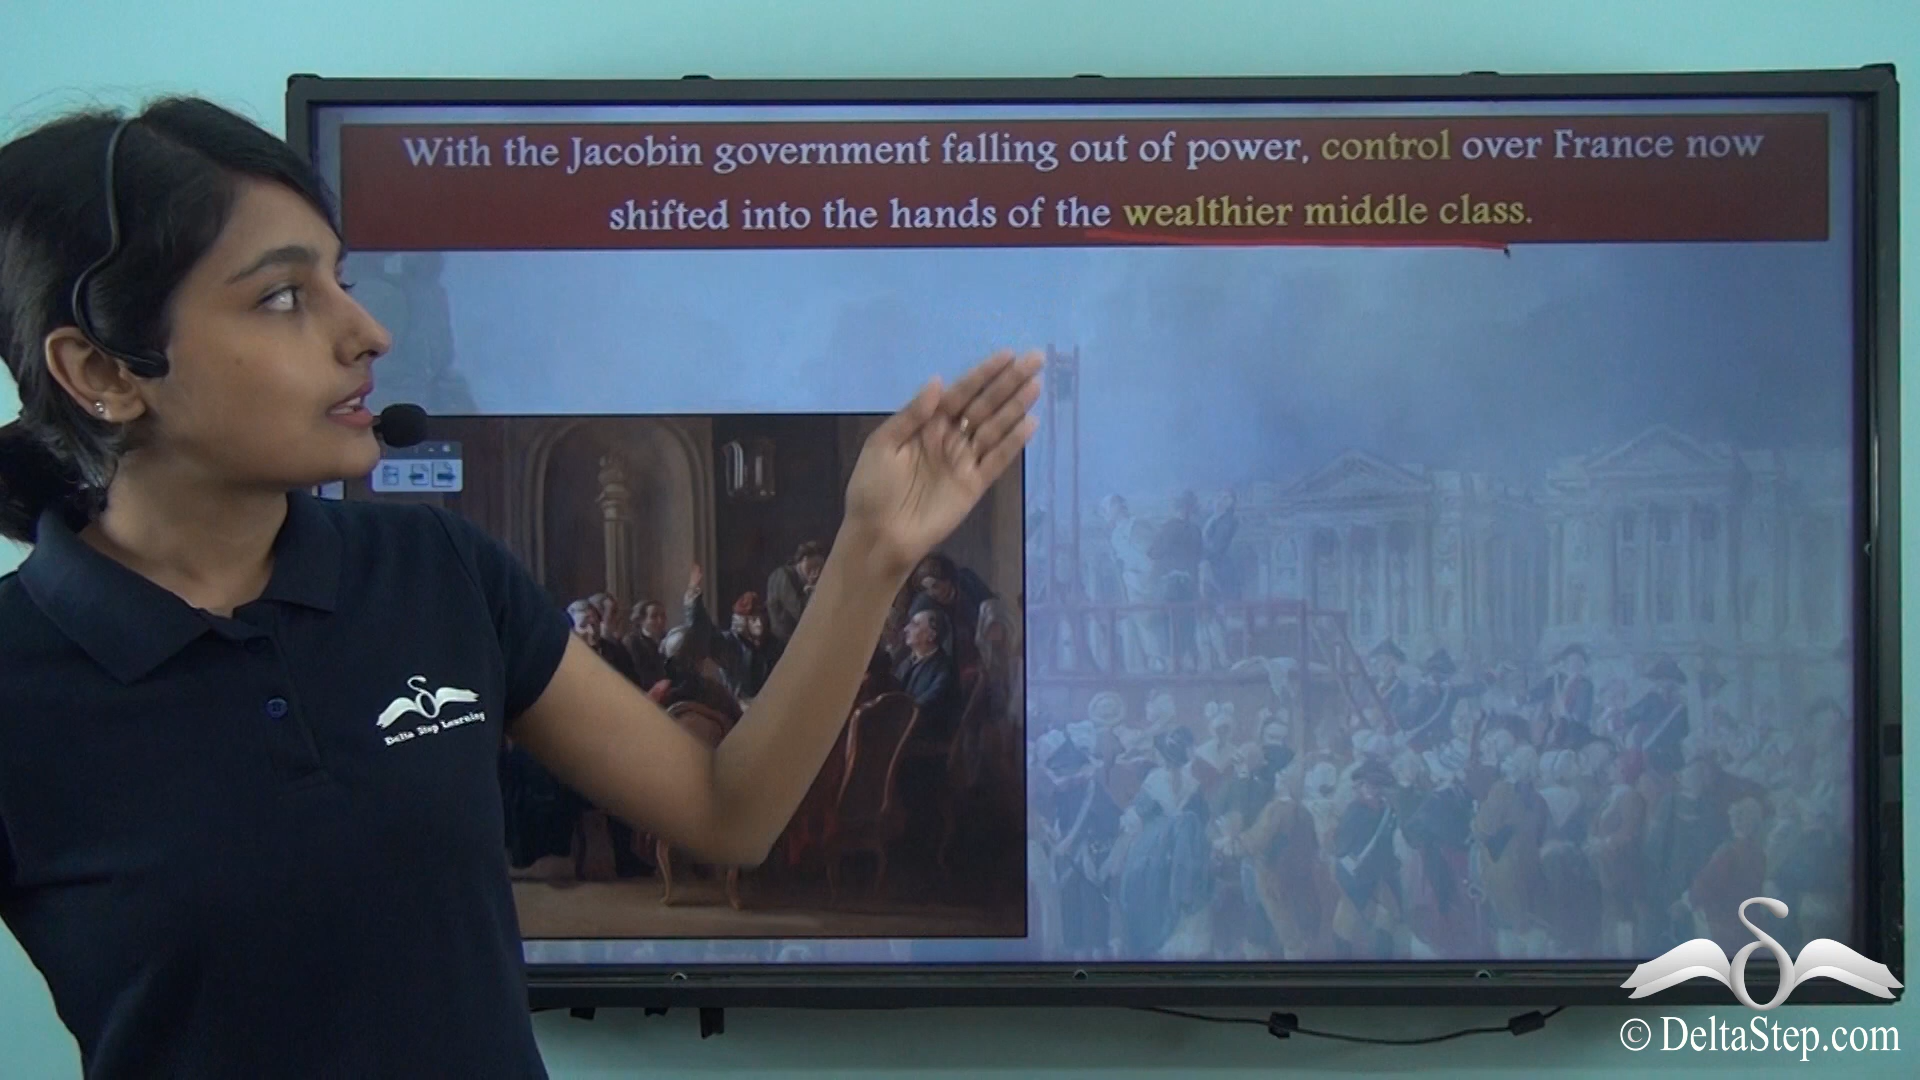 With the Jacobin government falling out of power, control over France now
shifted into the hands of the wealthier middle class.
Delta Step Learning
© DeltaStep.com